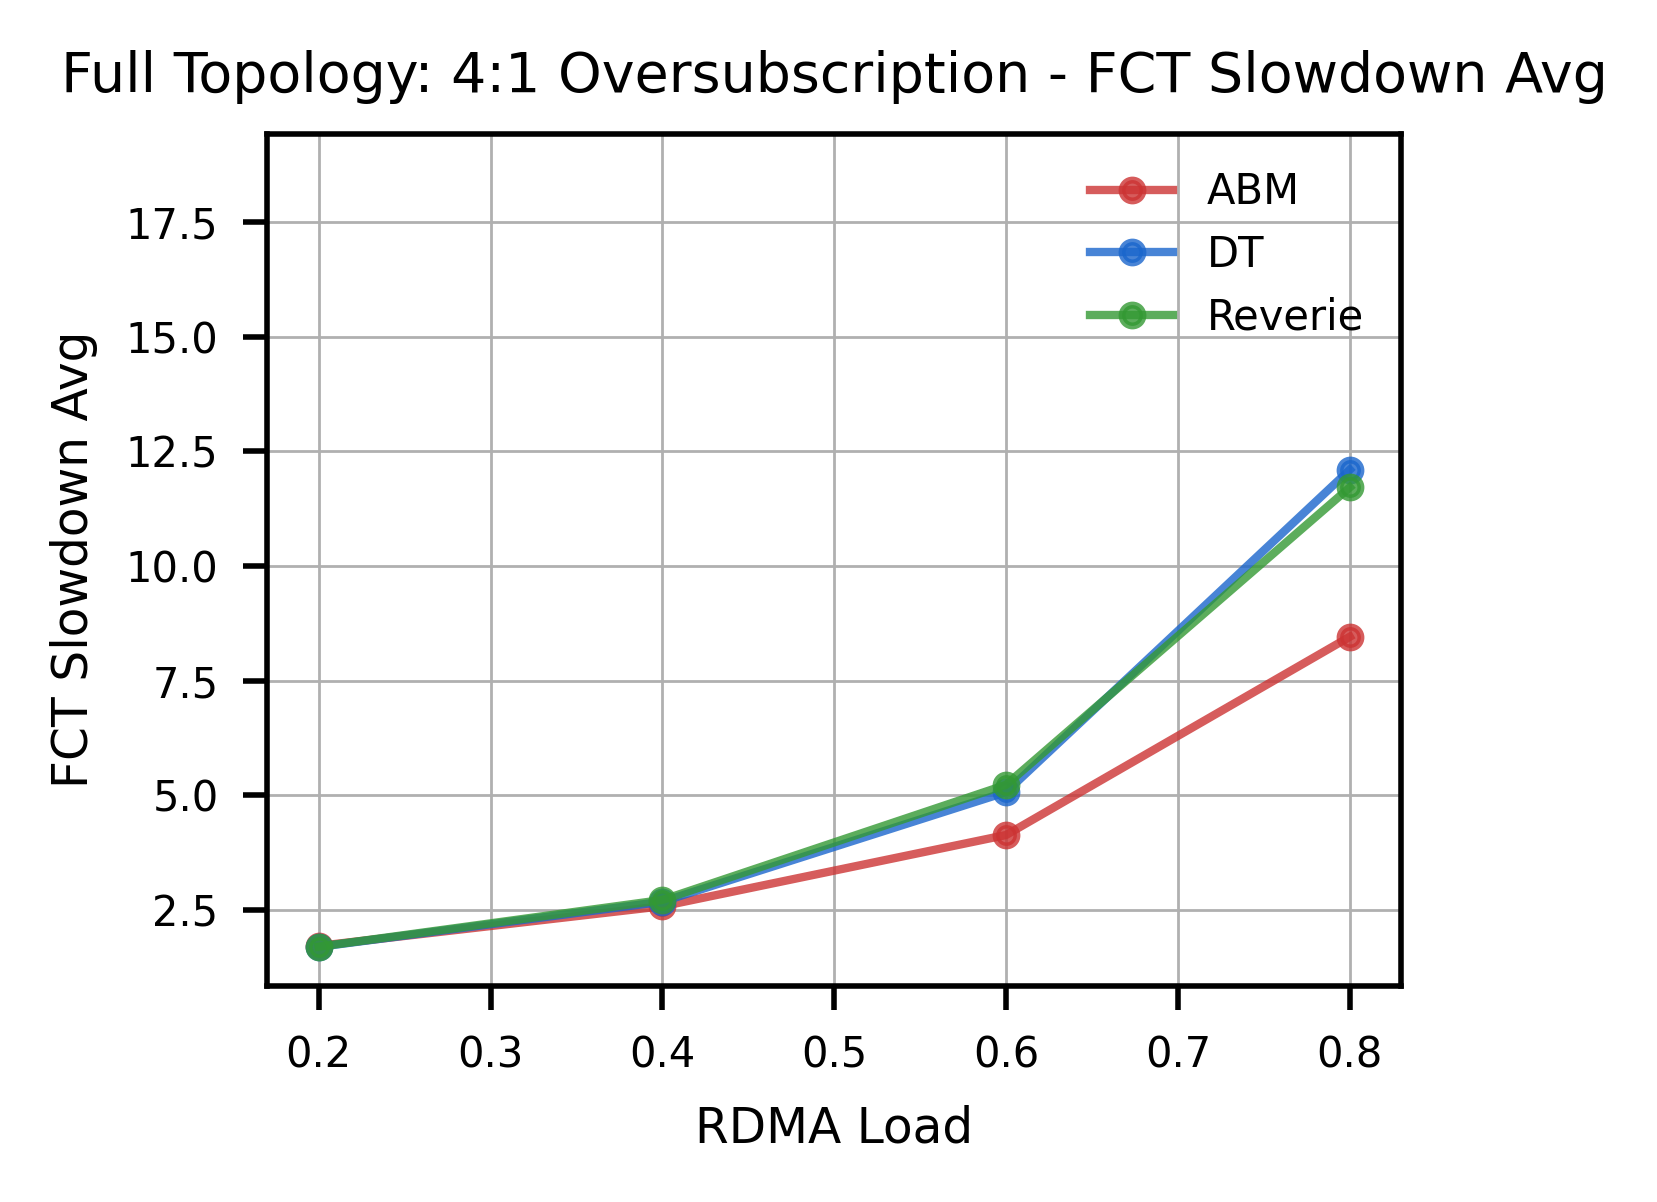 Full Topology: 4:1 Oversubscription - FCT Slowdown Avg
ABM
DT
Reverie
FCT Slowdown Avg
17.5
15.0
12.5
10.0
7.5
5.0
2.5
0.2 0.3 0.4 0.5 0.6 0.7 0.8
RDMA Load